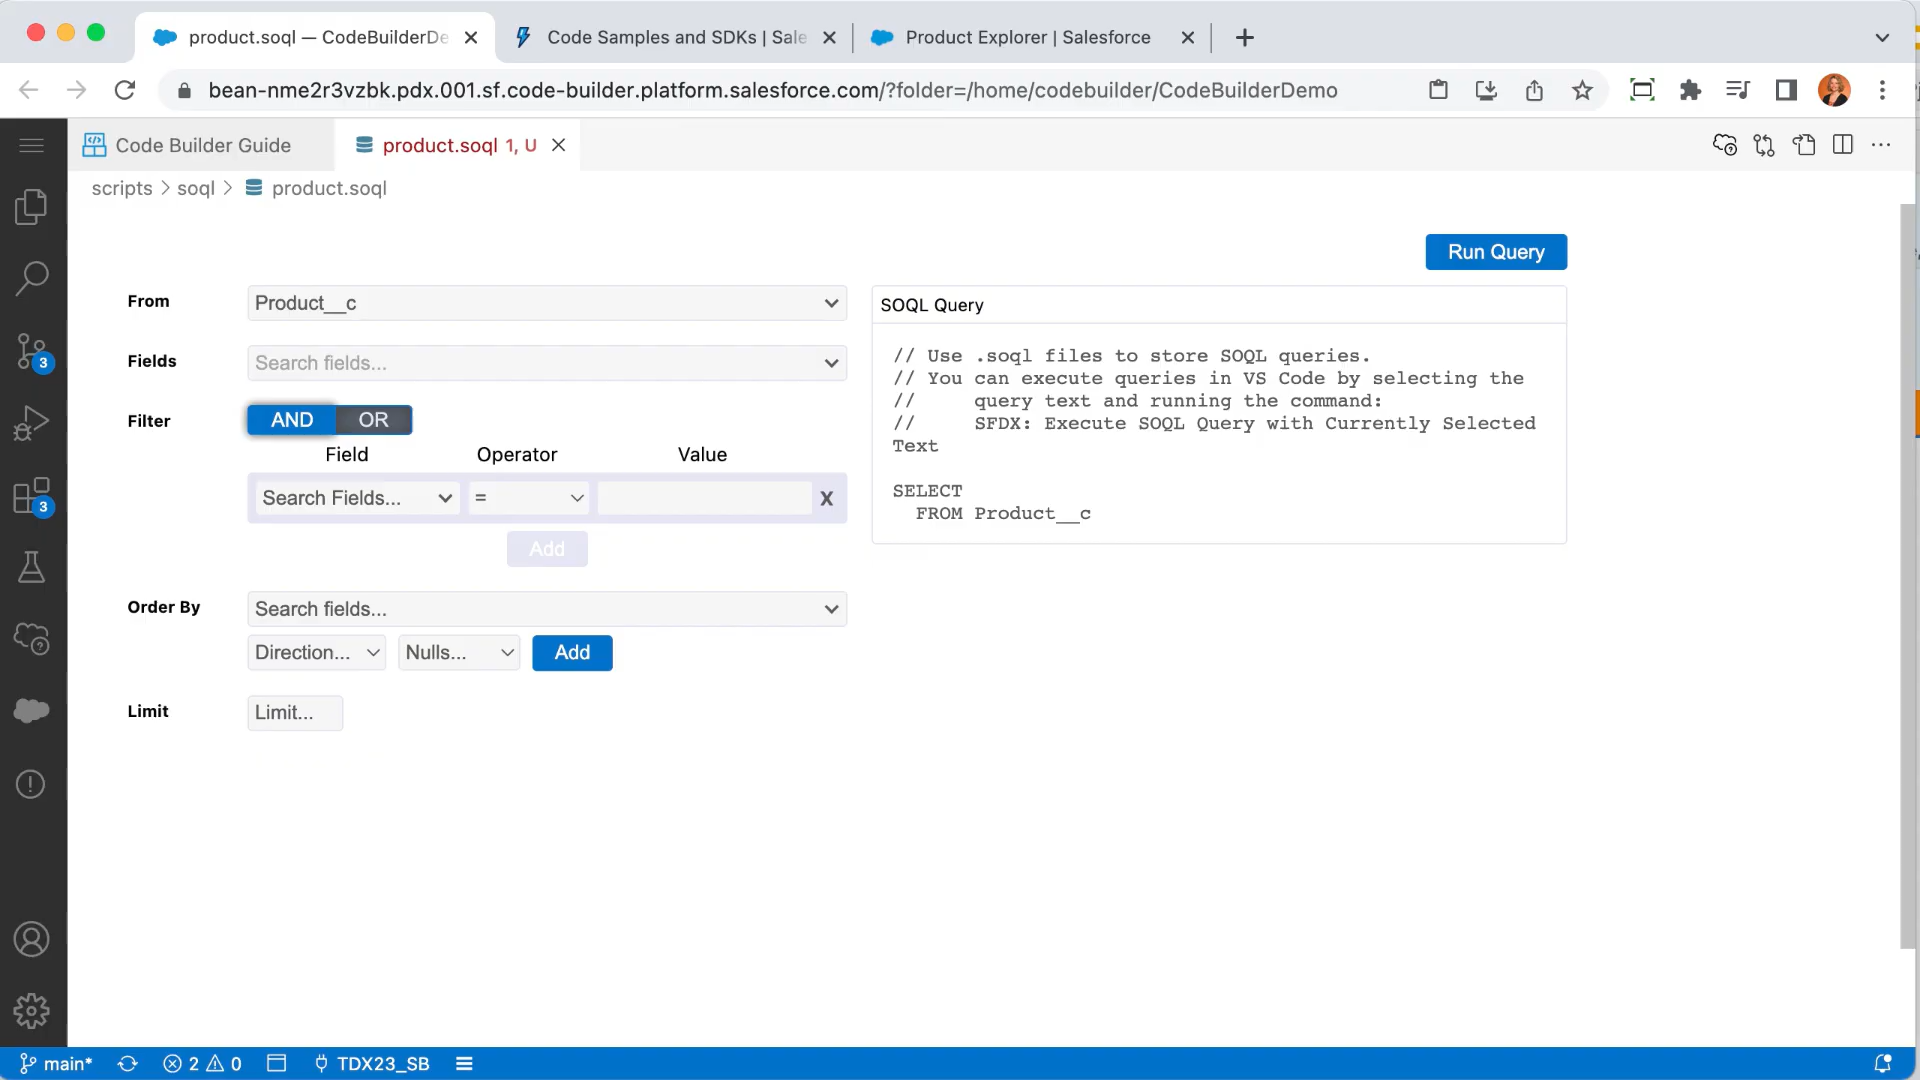 product.soql — CodeBuilderDe
Code Samples and SDKs | Sale
Product Explorer | Salesforce
bean-nme2r3vzbk.pdx.001.sf.code-builder.platform.salesforce.com/?folder=/home/codebuilder/CodeBuilderDemo
Code Builder Guide
product.soql 1, U
scripts > soql > product.soql
Run Query
From
Product__c
Fields
Search fields...
Filter
AND OR
Field Operator Value
Search Fields... = X
Add
Order By
Search fields...
Direction... Nulls... Add
Limit
Limit...
SOQL Query
// Use .soql files to store SOQL queries.
// You can execute queries in VS Code by selecting the
// query text and running the command:
// SFDX: Execute SOQL Query with Currently Selected
Text
SELECT
FROM Product__c
3
3
main* 2 0 TDX23_SB